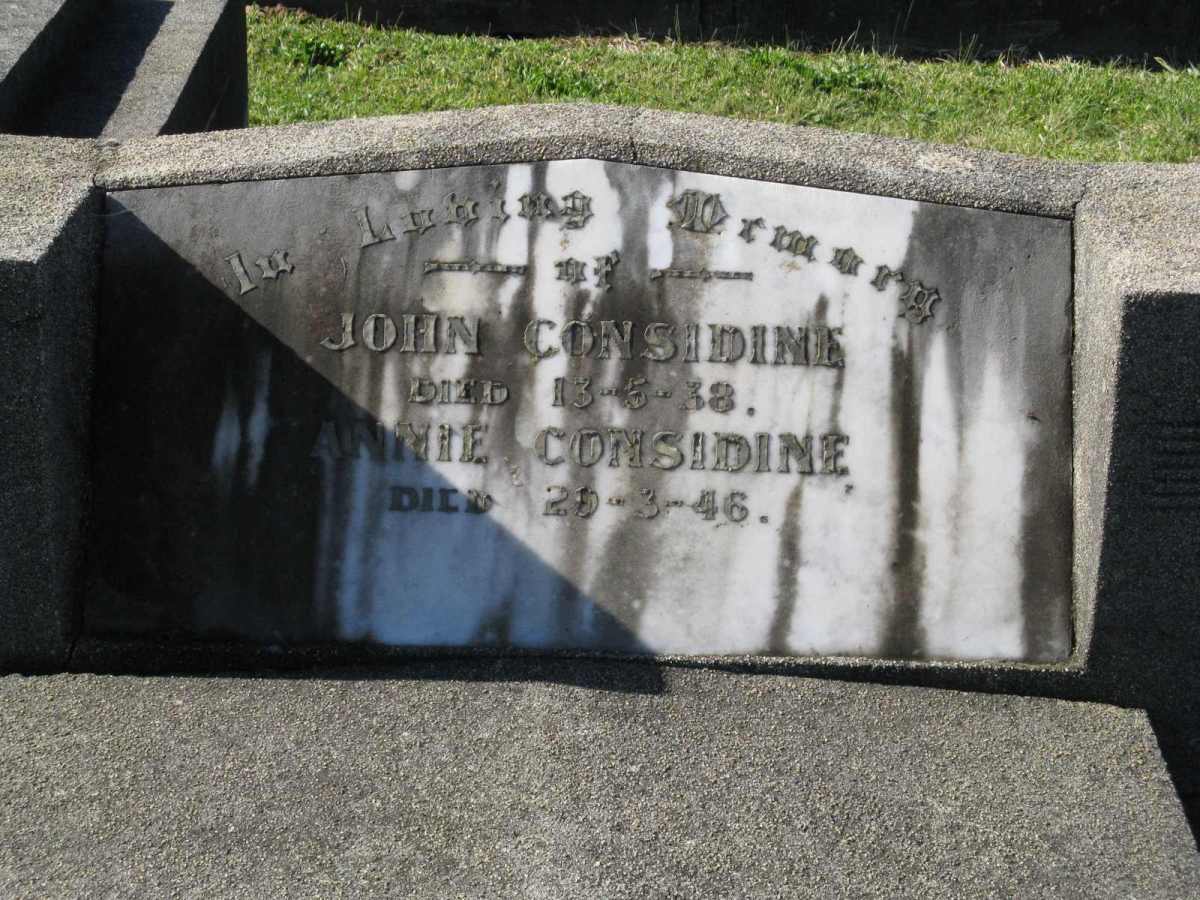 In Loving Memory
of
JOHN CONSIDINE
DIED 13-5-38.
ANNIE CONSIDINE
DIED 29-3-46.